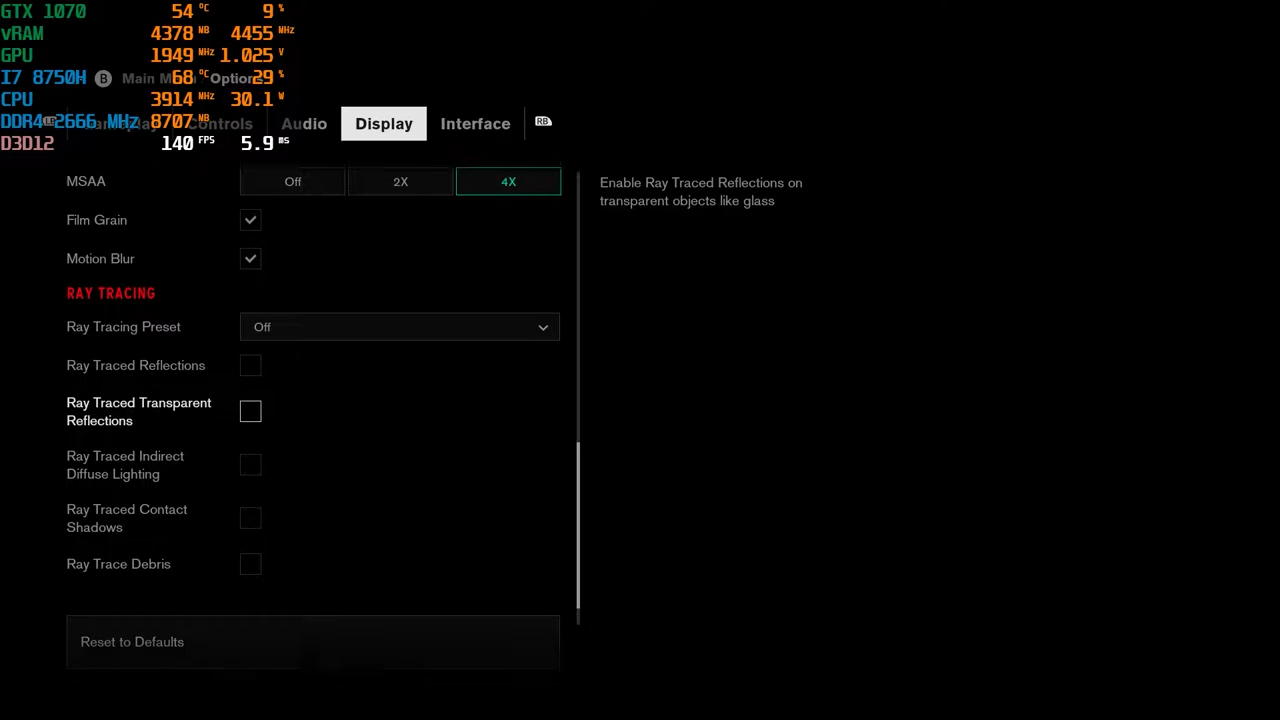 GTX 1070 54 °C 9 %
vRAM 4378 MB 4455 MHz
GPU 1949 MHz 1.025 V
I7 8750H 68 °C 29 %
B Main Options
CPU 3914 MHz 30.1 W
DDR4 2666 MHz 8707 MB
D3D12 140 FPS 5.9 ms
Controls Audio Display Interface RB
MSAA Off 2X 4X
Enable Ray Traced Reflections on
transparent objects like glass
Film Grain
Motion Blur
RAY TRACING
Ray Tracing Preset Off
Ray Traced Reflections
Ray Traced Transparent
Reflections
Ray Traced Indirect
Diffuse Lighting
Ray Traced Contact
Shadows
Ray Trace Debris
Reset to Defaults